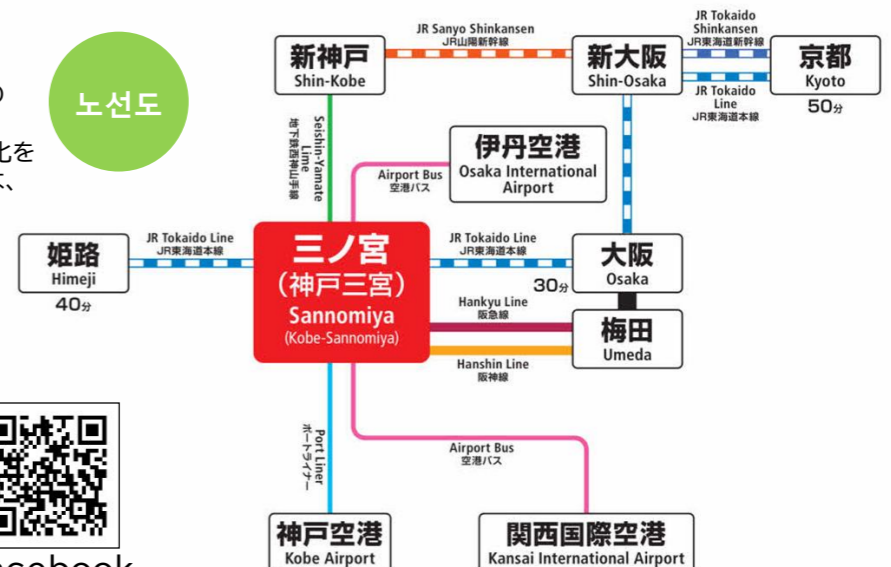 の
化を
は、
노선도
新神戸
Shin-Kobe
JR Sanyo Shinkansen
JR山陽新幹線
新大阪
Shin-Osaka
JR Tokaido
Shinkansen
JR東海道新幹線
JR Tokaido
Line
JR東海道本線
京都
Kyoto
50分
Seishin-Yamate
Lime
地下鉄西神山手線
Airport Bus
空港バス
伊丹空港
Osaka International
Airport
姫路
Himeji
40分
JR Tokaido Line
JR東海道本線
三ノ宮
(神戸三宮)
Sannomiya
(Kobe-Sannomiya)
JR Tokaido Line
JR東海道本線
30分
大阪
Osaka
Hankyu Line
阪急線
梅田
Umeda
Hanshin Line
阪神線
Port Liner
ポートライナー
Airport Bus
空港バス
神戸空港
Kobe Airport
関西国際空港
Kansai International Airport